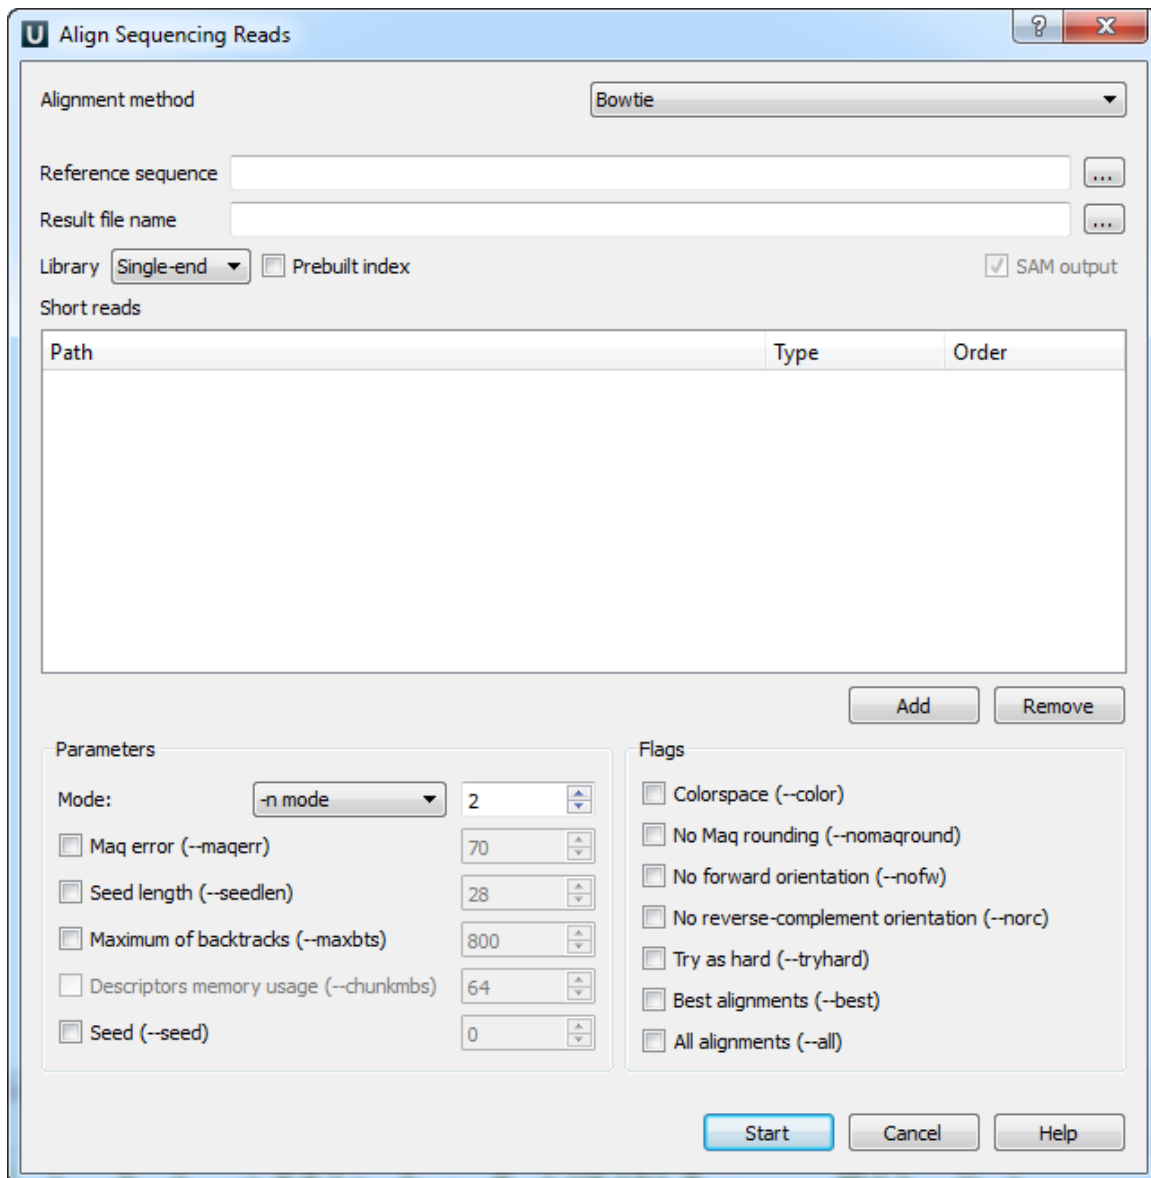 U Align Sequencing Reads ? X
Alignment method Bowtie
Reference sequence ...
Result file name ...
Library Single-end Prebuilt index SAM output
Short reads
Path Type Order
Add Remove
Parameters Flags
Mode: -n mode 2 Colorspace (--color)
Maq error (--maqerr) 70 No Maq rounding (--nomaqround)
Seed length (--seedlen) 28 No forward orientation (--nofw)
Maximum of backtracks (--maxbts) 800 No reverse-complement orientation (--norc)
Descriptors memory usage (--chunkmbs) 64 Try as hard (--tryhard)
Seed (--seed) 0 Best alignments (--best)
All alignments (--all)
Start Cancel Help